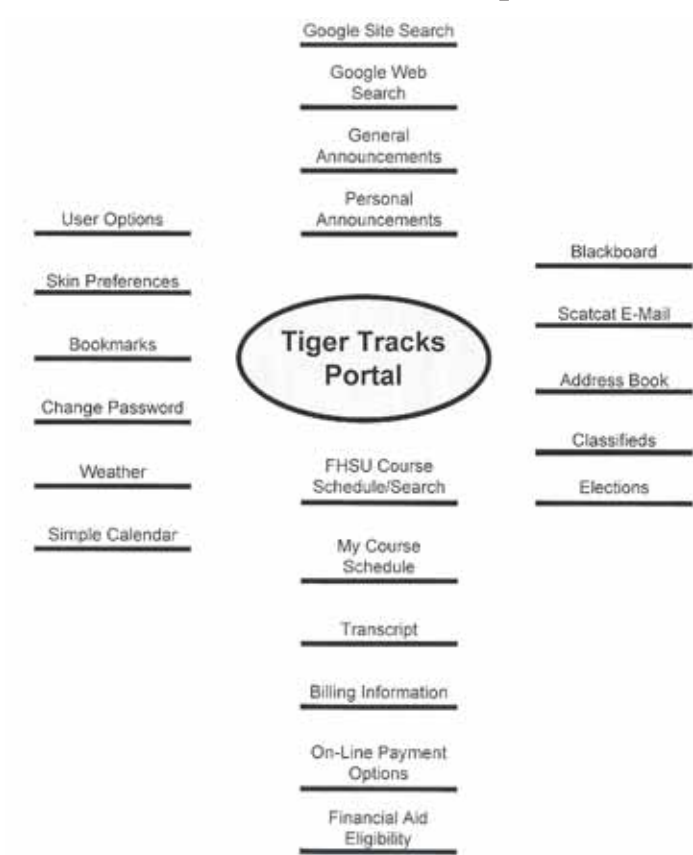 Google Site Search
Google Web
Search
General
Announcements
Personal
Announcements
User Options
Skin Preferences
Bookmarks
Change Password
Weather
Simple Calendar
Tiger Tracks
Portal
Blackboard
Scatcat E-Mail
Address Book
Classifieds
Elections
FHSU Course
Schedule/Search
My Course
Schedule
Transcript
Billing Information
On-Line Payment
Options
Financial Aid
Eligibility